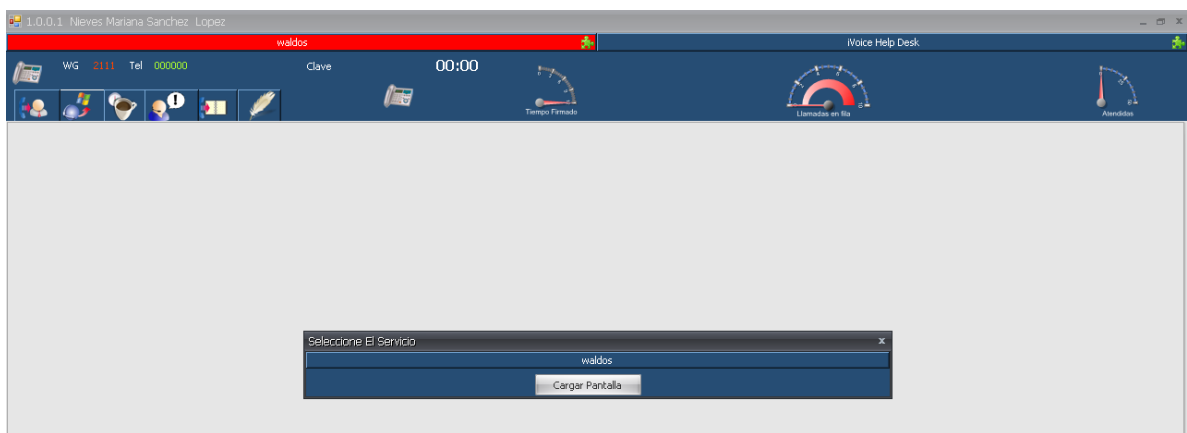 1.0.0.1 Nieves Mariana Sanchez Lopez
waldos
iVoice Help Desk
WG 2111 Tel 000000
Clave
00:00
Tiempo Firmado
Llamadas en fila
Atendidas
Seleccione El Servicio
waldos
Cargar Pantalla